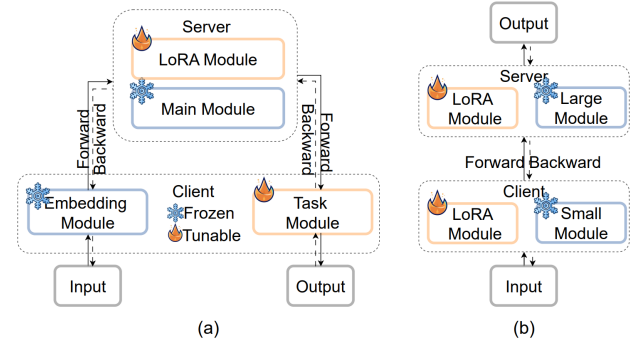 Server
LoRA Module
Main Module
Forward
Backward
Backward
Forward
Client
Frozen
Tunable
Embedding
Module
Task
Module
Input
Output
(a)
Output
Server
LoRA
Module
Large
Module
Forward Backward
Client
LoRA
Module
Small
Module
Input
(b)